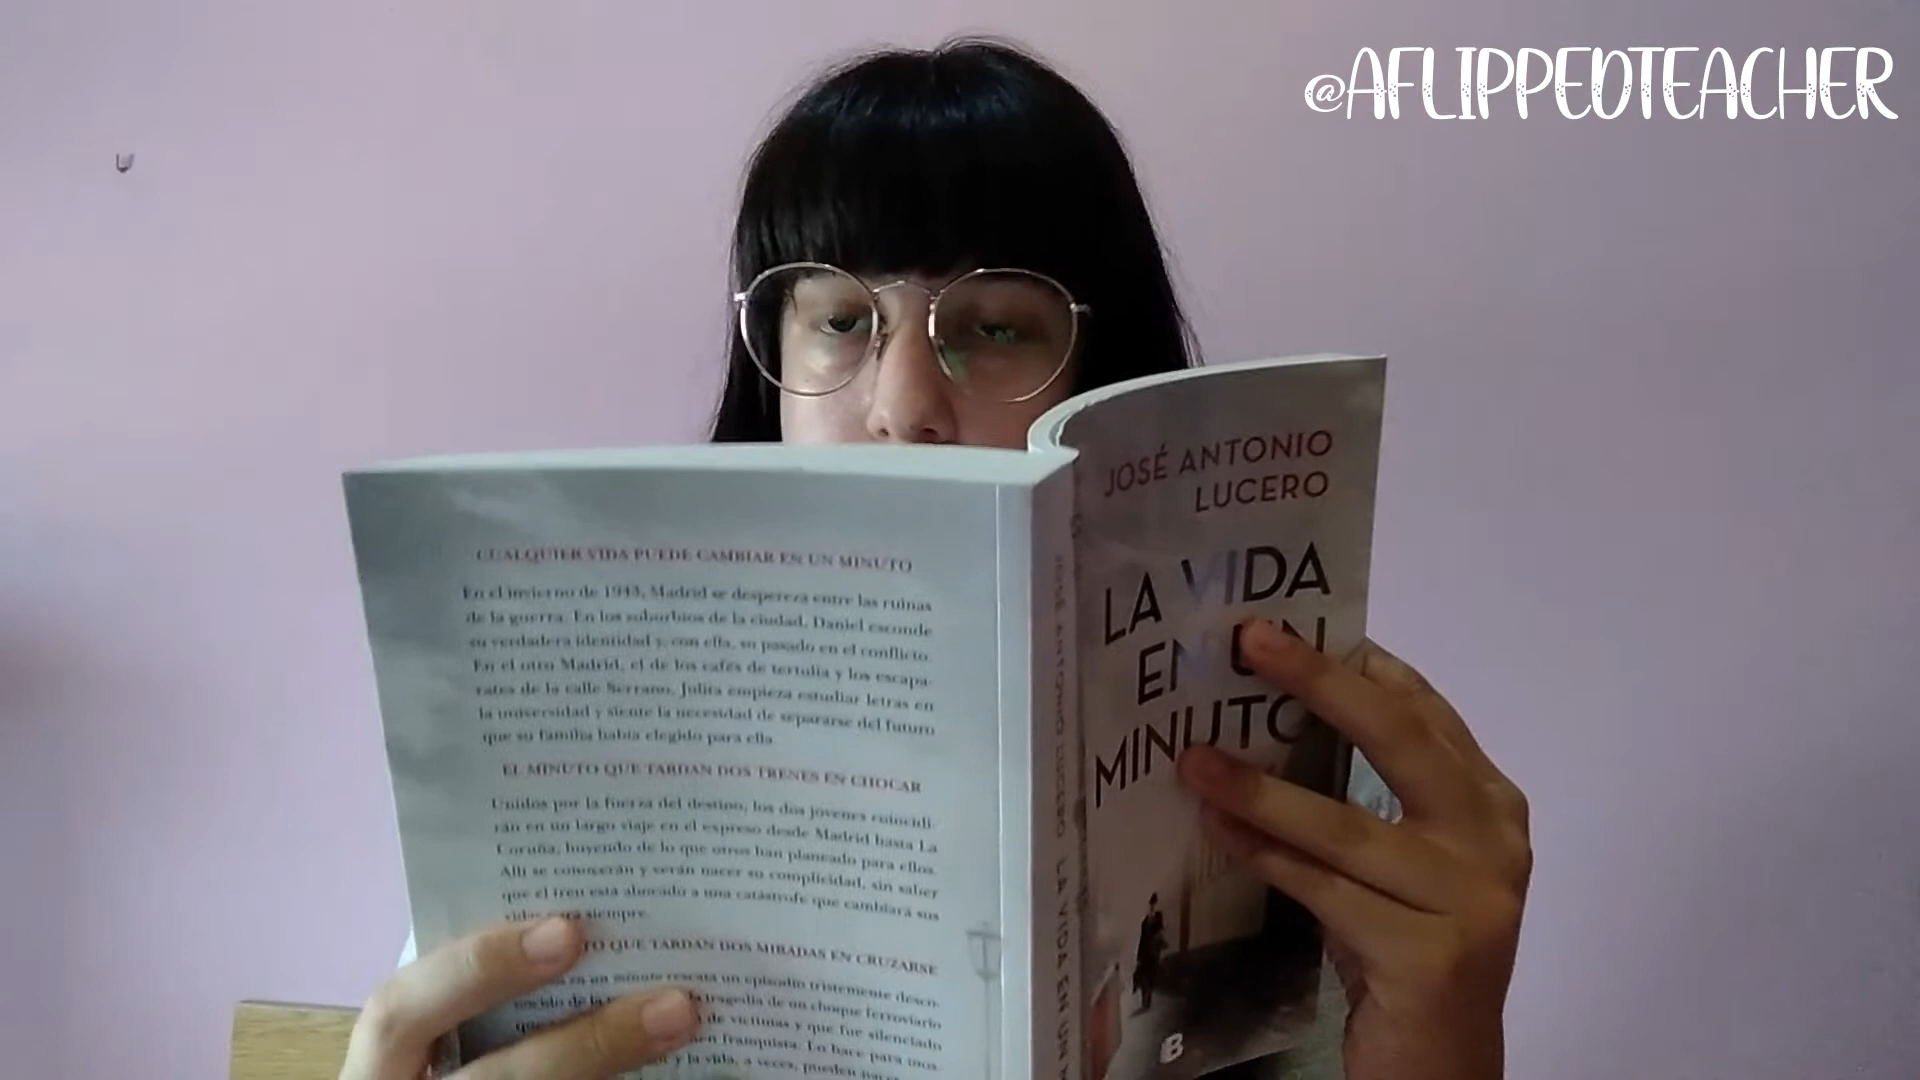 @AFLIPPEDTEACHER
CUALQUIER VIDA PUEDE CAMBIAR EN UN MINUTO
En el invierno de 1943, Madrid se despereza entre las ruinas
de la guerra. En los suburbios de la ciudad, Daniel esconde
su verdadera identidad y, con ella, su pasado en el conflicto.
En el otro Madrid, el de los cafés de tertulia y los escapa-
rates de la calle Serrano, Julita empieza estudiar letras en
la universidad y siente la necesidad de separarse del futuro
que su familia había elegido para ella.
EL MINUTO QUE TARDAN DOS TRENES EN CHOCAR
Unidos por la fuerza del destino, los dos jóvenes coincidi-
rán en un largo viaje en el expreso desde Madrid hasta La
Coruña, huyendo de lo que otros han planeado para ellos.
Allí se conocerán y verán nacer su complicidad, sin saber
que el tren está abocado a una catástrofe que cambiará sus
vidas para siempre.
QUE TARDAN DOS MIRADAS EN CRUZARSE
en un minuto rescata un episodio tristemente desco-
nocido de la tragedia de un choque ferroviario
que de víctimas y que fue silenciado
franquista. Un
y la vida, a veces, pueden
JOSÉ ANTONIO LUCERO LA VIDA EN UN
JOSÉ ANTONIO
LUCERO
LA VIDA
EN UN
MINUTO
B